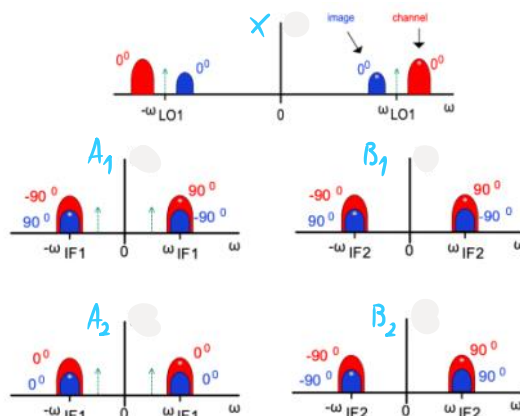 X image channel
0⁰ 0⁰ 0⁰ 0⁰
-ω LO1 0 ω LO1 ω
A₁ B₁
-90⁰ 90⁰ -90⁰ 90⁰
90⁰ -90⁰ 90⁰ -90⁰
-ω IF1 0 ω IF1 ω -ω IF2 0 ω IF2 ω
A₂ B₂
0⁰ 0⁰ -90⁰ 90⁰
0⁰ 0⁰ -90⁰ 90⁰
-ω IF1 0 ω IF1 ω -ω IF2 0 ω IF2 ω